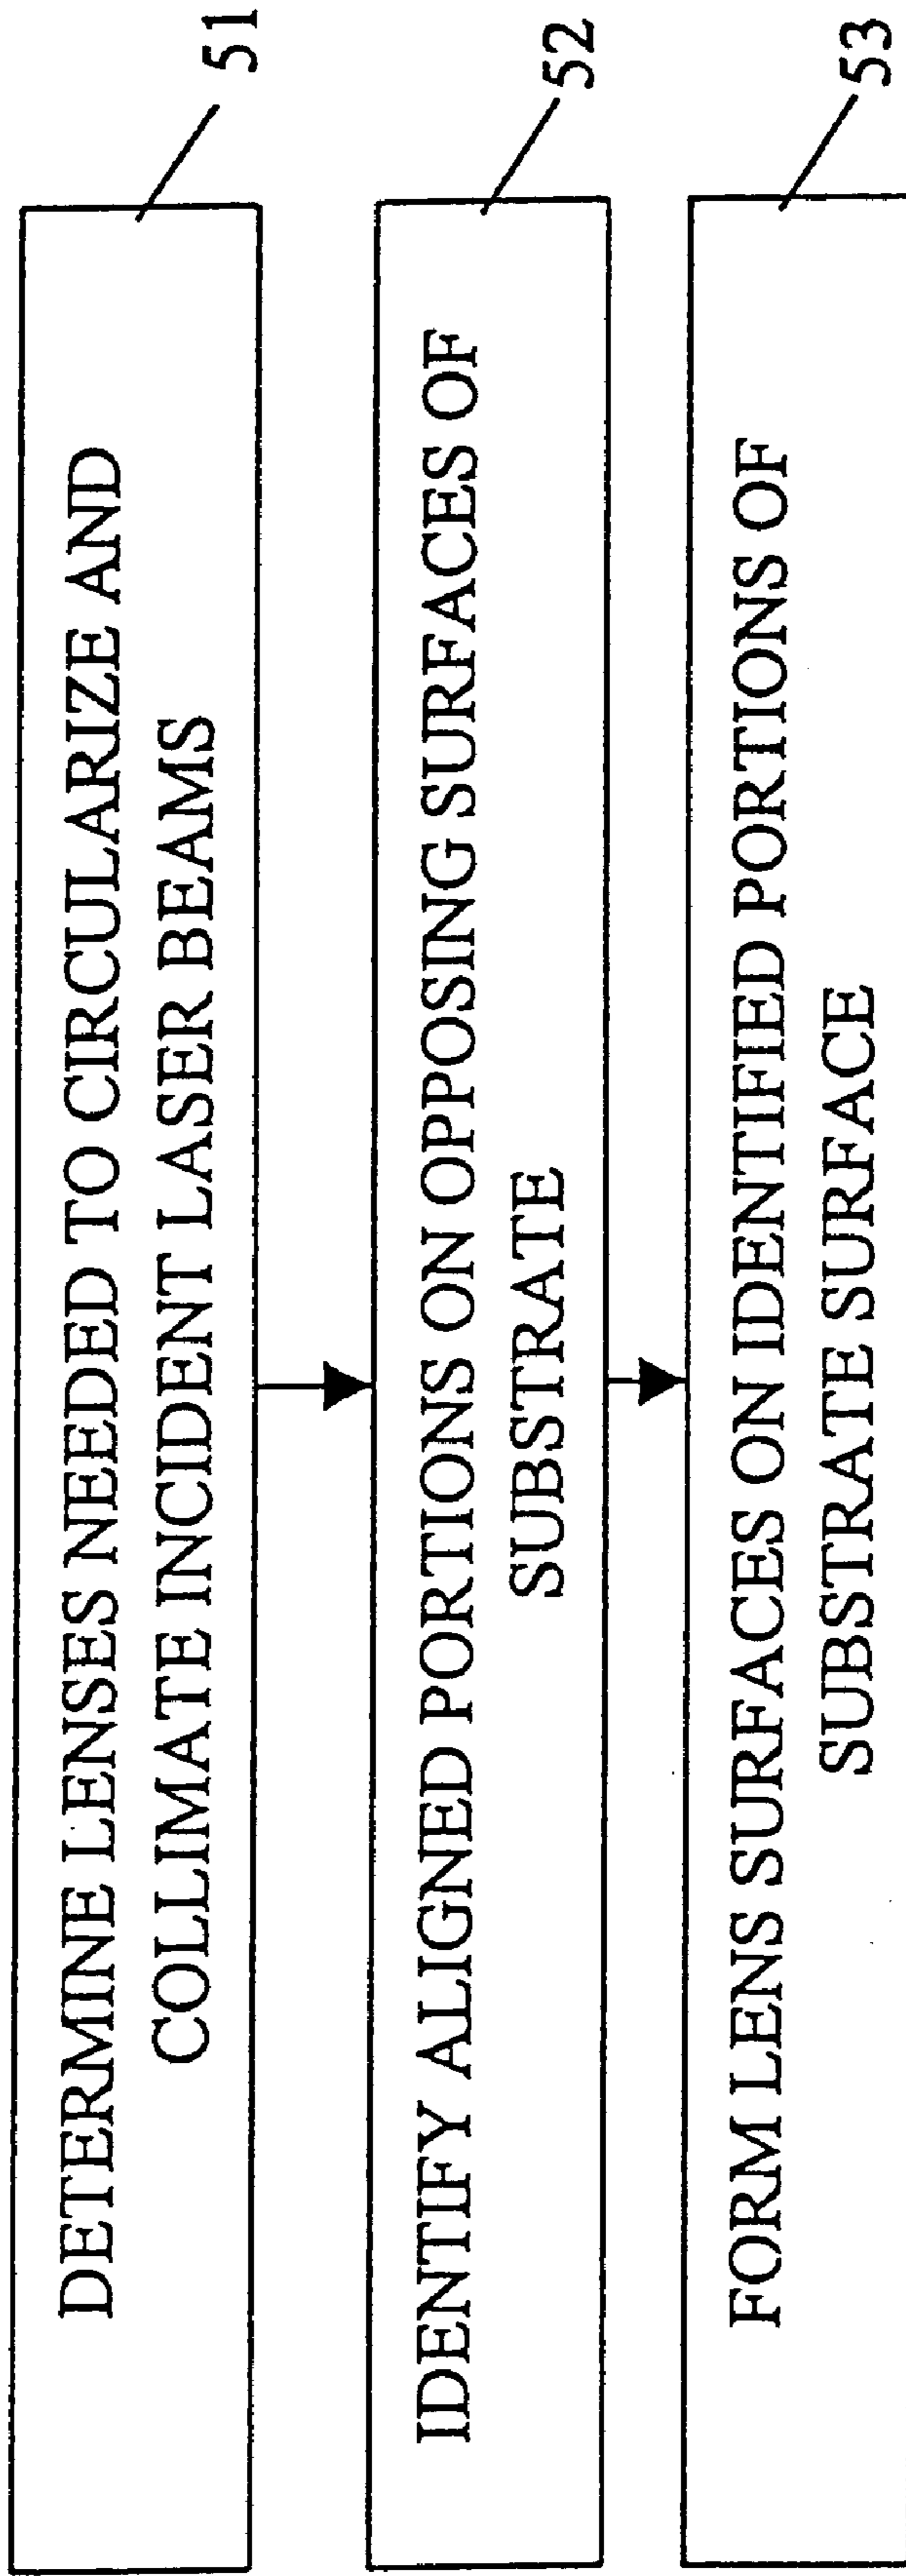 DETERMINE LENSES NEEDED TO CIRCULARIZE AND
COLLIMATE INCIDENT LASER BEAMS
51
IDENTIFY ALIGNED PORTIONS ON OPPOSING SURFACES OF
SUBSTRATE
52
FORM LENS SURFACES ON IDENTIFIED PORTIONS OF
SUBSTRATE SURFACE
53